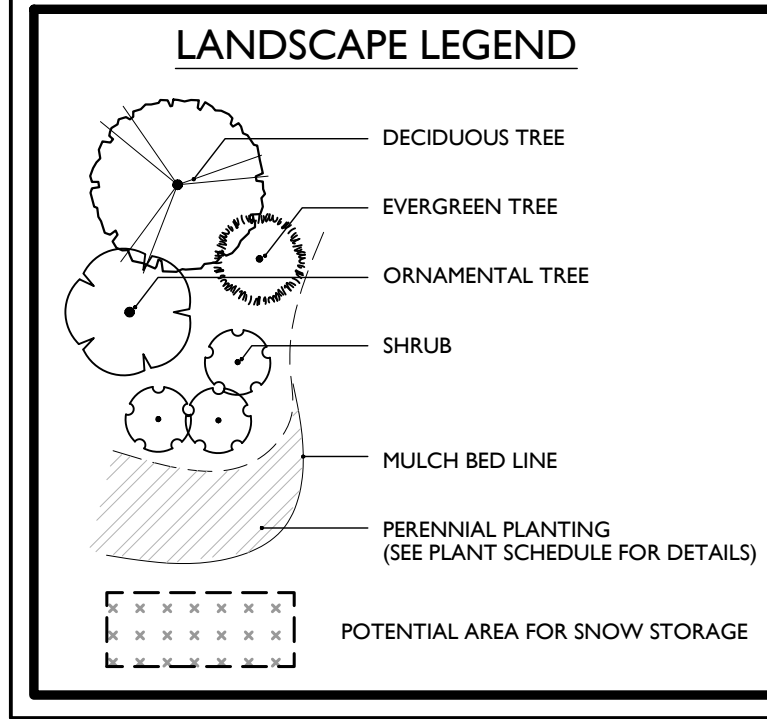 LANDSCAPE LEGEND
DECIDUOUS TREE
EVERGREEN TREE
ORNAMENTAL TREE
SHRUB
MULCH BED LINE
PERENNIAL PLANTING
(SEE PLANT SCHEDULE FOR DETAILS)
POTENTIAL AREA FOR SNOW STORAGE